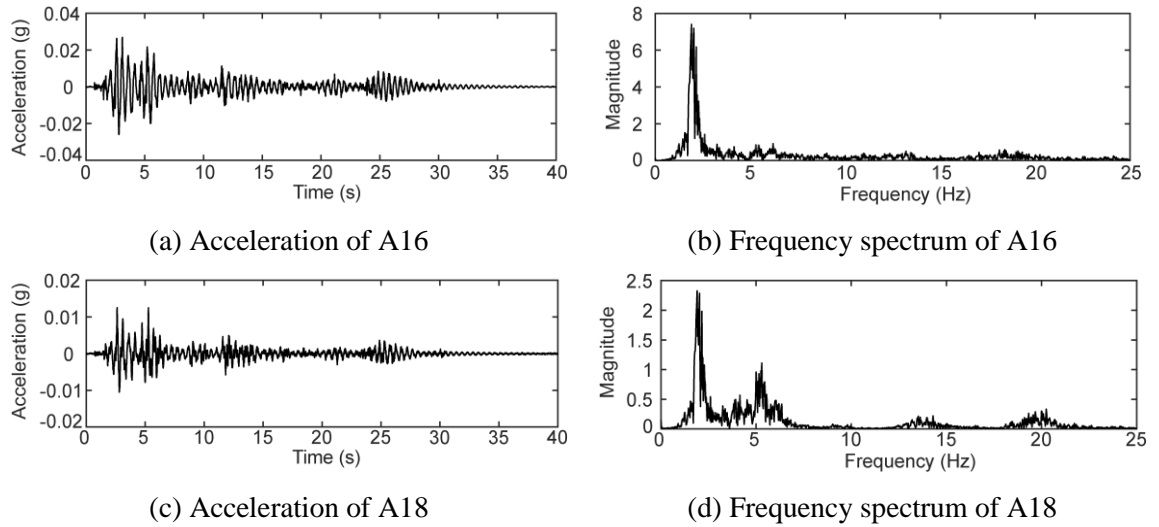 0.04
0.02
0
-0.02
-0.04
Acceleration (g)
0 5 10 15 20 25 30 35 40
Time (s)
8
6
4
2
0
Magnitude
0 5 10 15 20 25
Frequency (Hz)
(a) Acceleration of A16
(b) Frequency spectrum of A16
0.02
0.01
0
-0.01
-0.02
Acceleration (g)
0 5 10 15 20 25 30 35 40
Time (s)
2.5
2
1.5
1
0.5
0
Magnitude
0 5 10 15 20 25
Frequency (Hz)
(c) Acceleration of A18
(d) Frequency spectrum of A18